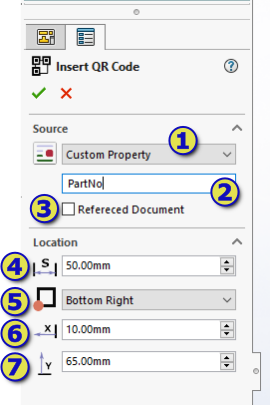 Insert QR Code
?
Source
1
Custom Property
PartNo
2
3
Refereced Document
Location
4
S
50.00mm
5
Bottom Right
6
X
10.00mm
7
Y
65.00mm